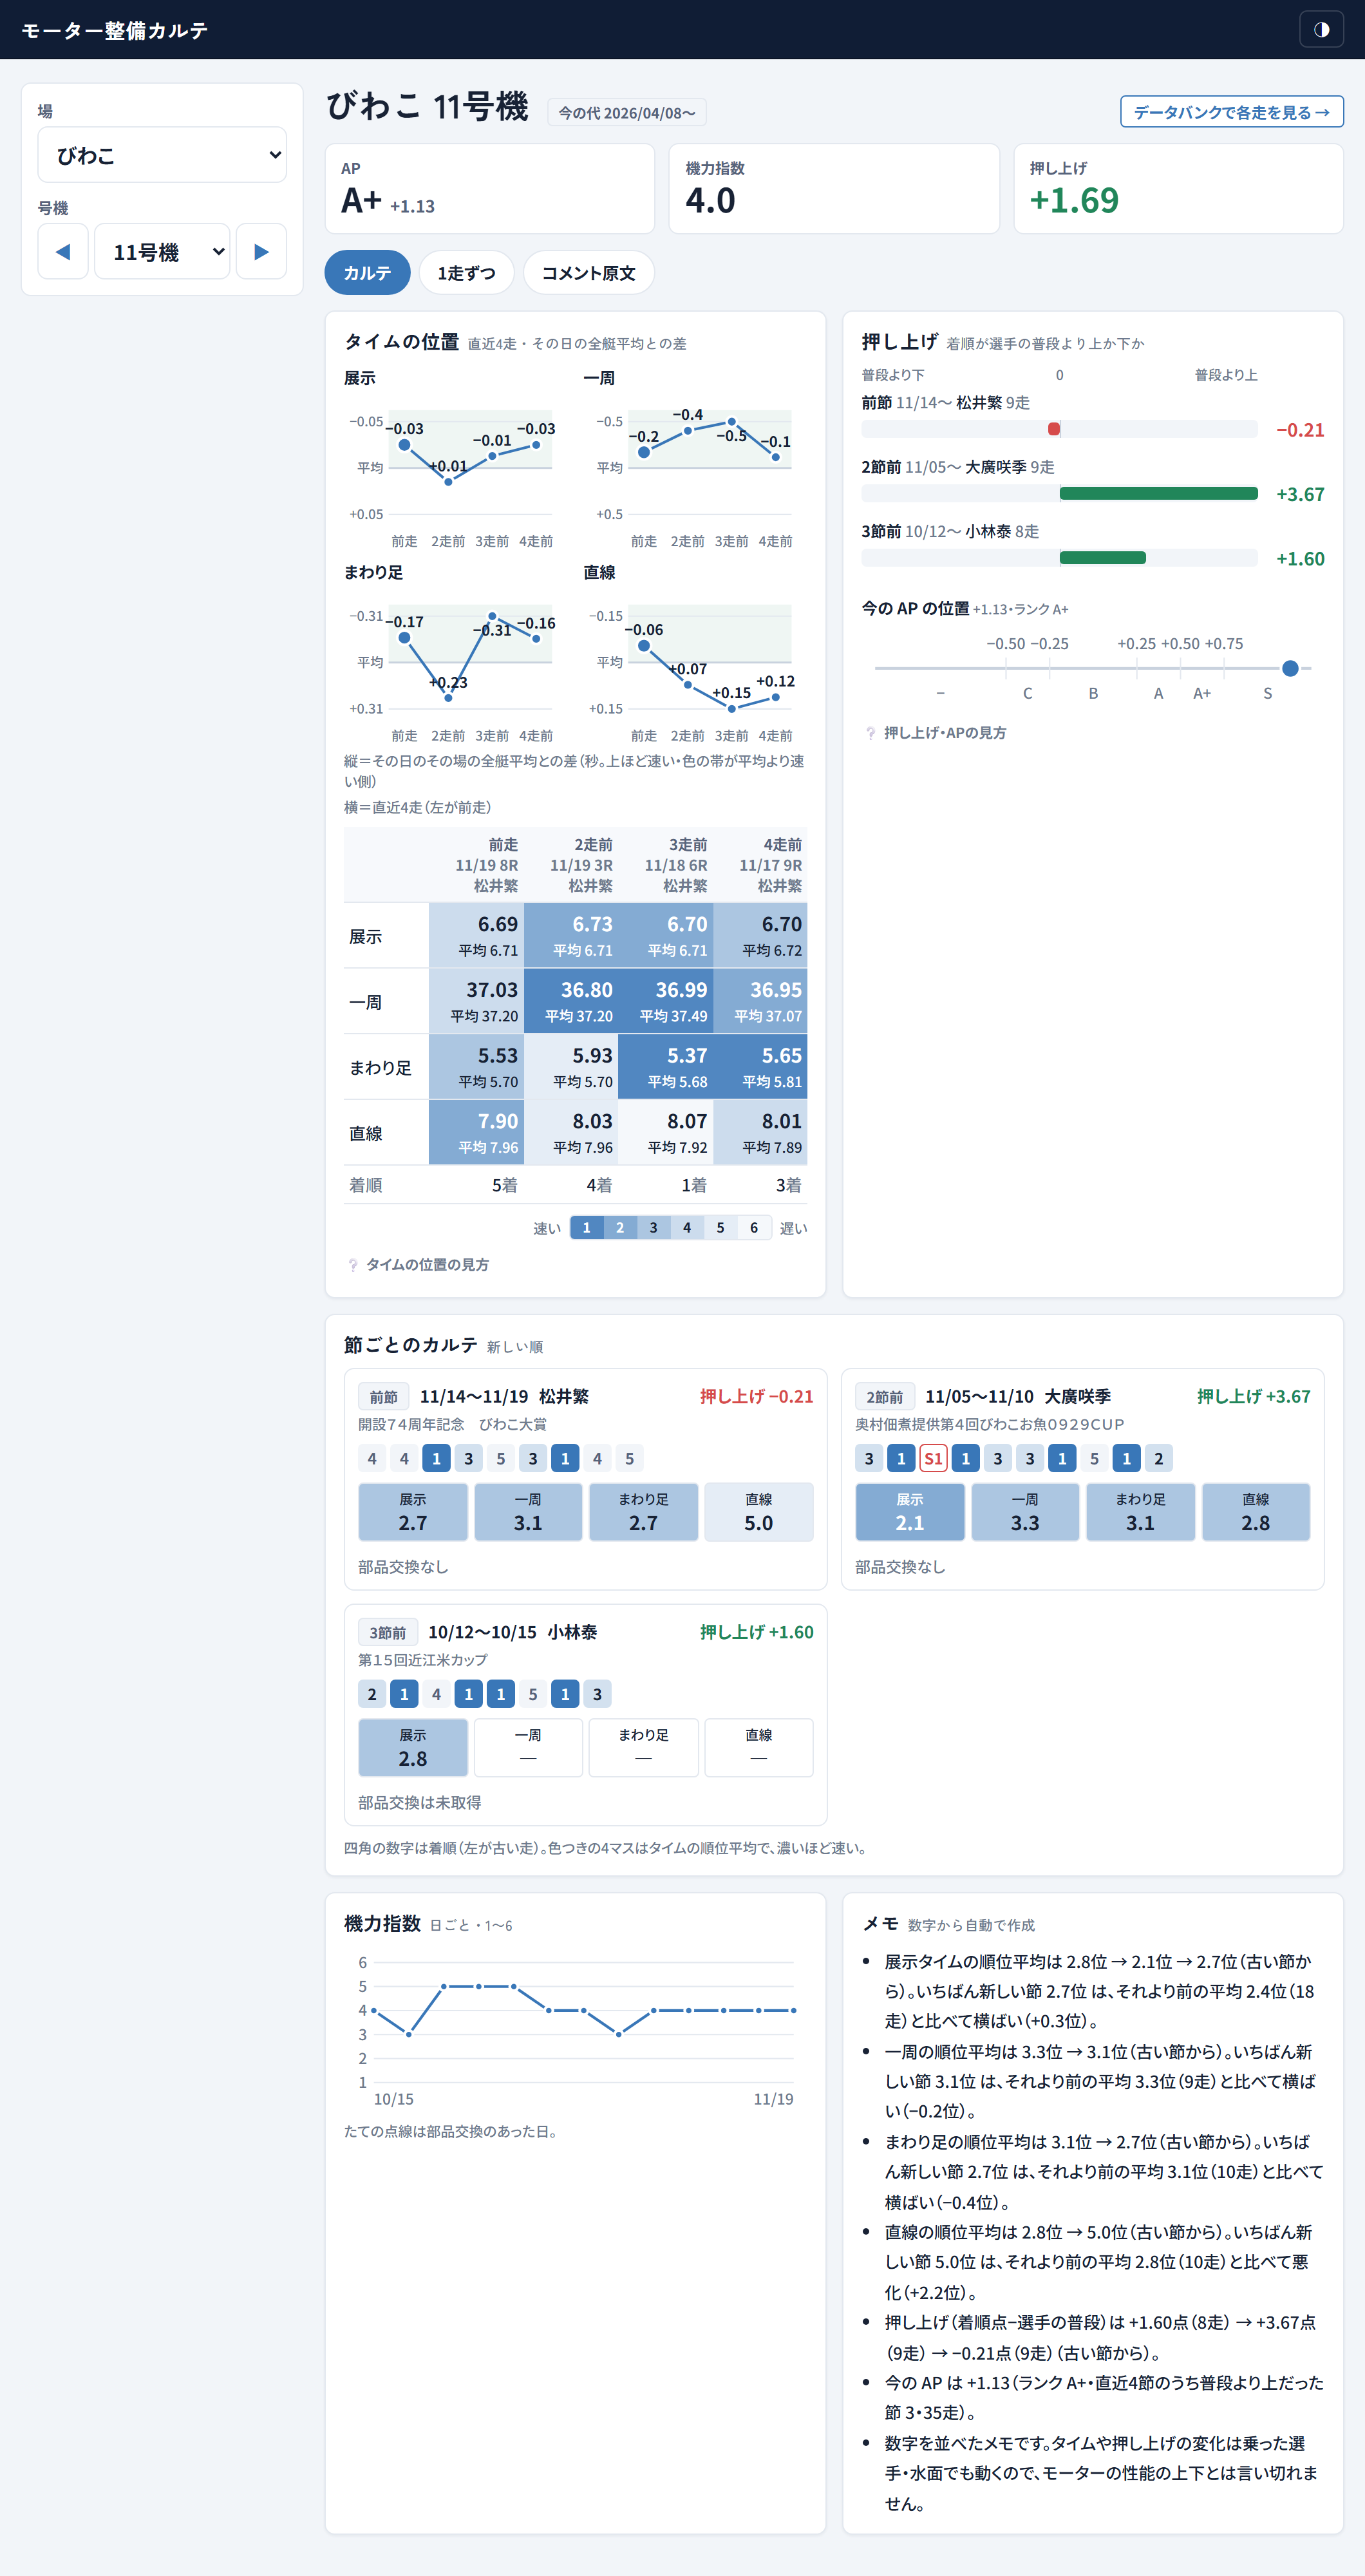 モーター整備カルテ
場
びわこ
号機
◀ 11号機 ▶
びわこ 11号機 今の代 2026/04/08〜 データバンクで各走を見る →
AP
A+ +1.13
機力指数
4.0
押し上げ
+1.69
カルテ 1走ずつ コメント原文
タイムの位置 直近4走・その日の全艇平均との差
展示
−0.05
平均
+0.05
−0.03 +0.01 −0.01 −0.03
前走 2走前 3走前 4走前
一周
−0.5
平均
+0.5
−0.2 −0.4 −0.5 −0.1
前走 2走前 3走前 4走前
まわり足
−0.31
平均
+0.31
−0.17 +0.23 −0.31 −0.16
前走 2走前 3走前 4走前
直線
−0.15
平均
+0.15
−0.06 +0.07 +0.15 +0.12
前走 2走前 3走前 4走前
縦=その日のその場の全艇平均との差（秒。上ほど速い・色の帯が平均より速
い側）
横=直近4走（左が前走）
前走 2走前 3走前 4走前
11/19 8R 11/19 3R 11/18 6R 11/17 9R
松井繁 松井繁 松井繁 松井繁
展示 6.69 6.73 6.70 6.70
平均 6.71 平均 6.71 平均 6.71 平均 6.72
一周 37.03 36.80 36.99 36.95
平均 37.20 平均 37.20 平均 37.49 平均 37.07
まわり足 5.53 5.93 5.37 5.65
平均 5.70 平均 5.70 平均 5.68 平均 5.81
直線 7.90 8.03 8.07 8.01
平均 7.96 平均 7.96 平均 7.92 平均 7.89
着順 5着 4着 1着 3着
速い 1 2 3 4 5 6 遅い
? タイムの位置の見方
押し上げ 着順が選手の普段より上か下か
普段より下 0 普段より上
前節 11/14〜 松井繁 9走
−0.21
2節前 11/05〜 大廣咲季 9走
+3.67
3節前 10/12〜 小林泰 8走
+1.60
今の AP の位置 +1.13・ランク A+
−0.50 −0.25 +0.25 +0.50 +0.75
− C B A A+ S
? 押し上げ・APの見方
節ごとのカルテ 新しい順
前節 11/14〜11/19 松井繁 押し上げ −0.21
開設７４周年記念　びわこ大賞
4 4 1 3 5 3 1 4 5
展示 一周 まわり足 直線
2.7 3.1 2.7 5.0
部品交換なし
2節前 11/05〜11/10 大廣咲季 押し上げ +3.67
奥村佃煮提供第４回びわこお魚０９２９ＣＵＰ
3 1 S1 1 3 3 1 5 1 2
展示 一周 まわり足 直線
2.1 3.3 3.1 2.8
部品交換なし
3節前 10/12〜10/15 小林泰 押し上げ +1.60
第１５回近江米カップ
2 1 4 1 1 5 1 3
展示 一周 まわり足 直線
2.8 — — —
部品交換は未取得
四角の数字は着順（左が古い走）。色つきの4マスはタイムの順位平均で、濃いほど速い。
機力指数 日ごと・1〜6
6
5
4
3
2
1
10/15 11/19
たての点線は部品交換のあった日。
メモ 数字から自動で作成
• 展示タイムの順位平均は 2.8位 → 2.1位 → 2.7位（古い節か
ら）。いちばん新しい節 2.7位 は、それより前の平均 2.4位（18
走）と比べて横ばい（+0.3位）。
• 一周の順位平均は 3.3位 → 3.1位（古い節から）。いちばん新
しい節 3.1位 は、それより前の平均 3.3位（9走）と比べて横ば
い（−0.2位）。
• まわり足の順位平均は 3.1位 → 2.7位（古い節から）。いちば
ん新しい節 2.7位 は、それより前の平均 3.1位（10走）と比べて
横ばい（−0.4位）。
• 直線の順位平均は 2.8位 → 5.0位（古い節から）。いちばん新
しい節 5.0位 は、それより前の平均 2.8位（10走）と比べて悪
化（+2.2位）。
• 押し上げ（着順点−選手の普段）は +1.60点（8走） → +3.67点
（9走） → −0.21点（9走）（古い節から）。
• 今の AP は +1.13（ランク A+・直近4節のうち普段より上だった
節 3・35走）。
• 数字を並べたメモです。タイムや押し上げの変化は乗った選
手・水面でも動くので、モーターの性能の上下とは言い切れま
せん。